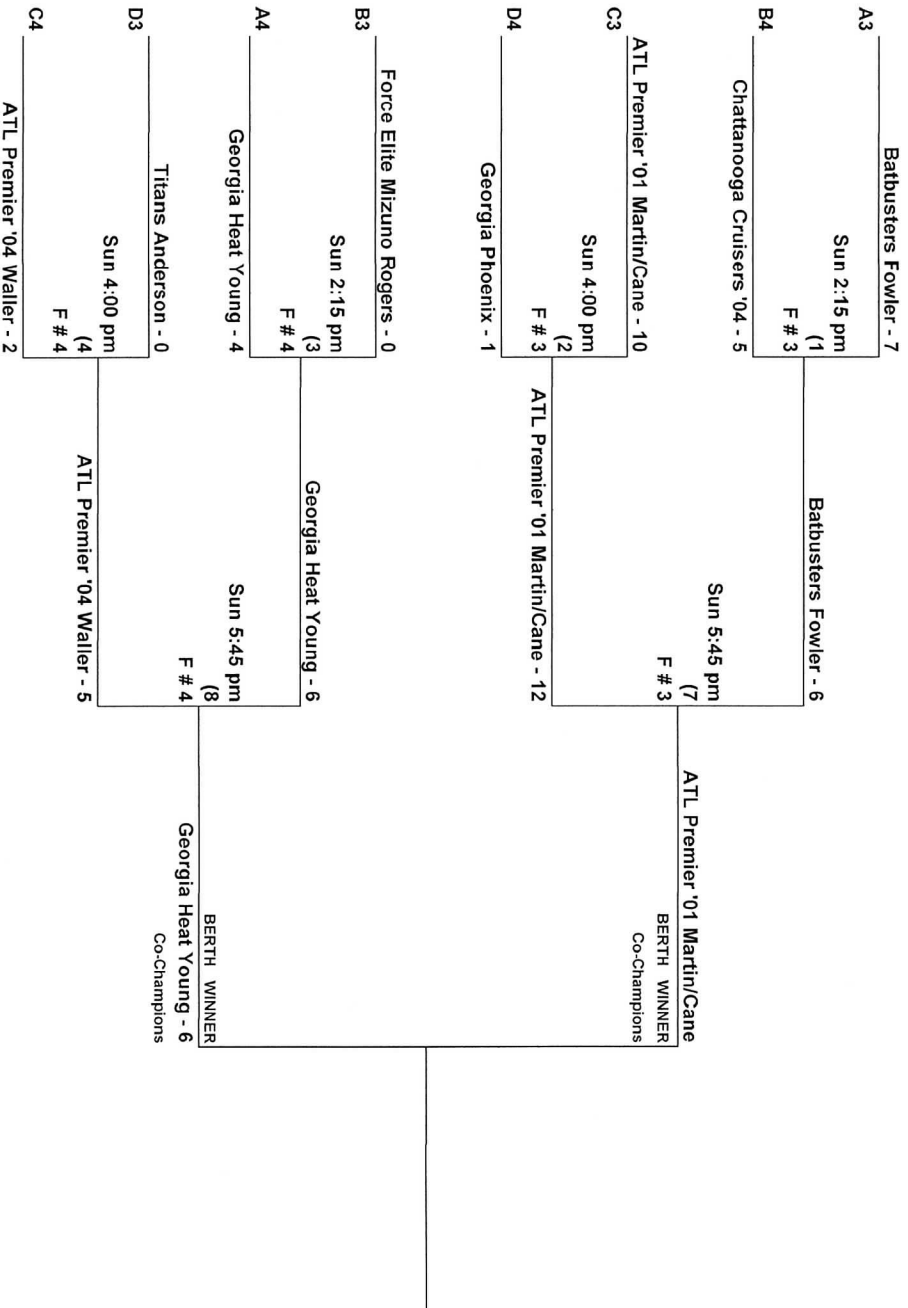 A3
Batbusters Fowler - 7
Sun 2:15 pm
(1
F # 3
B4
Chattanooga Cruisers '04 - 5
Batbusters Fowler - 6
Sun 5:45 pm
(7
F # 3
C3
ATL Premier '01 Martin/Cane - 10
Sun 4:00 pm
(2
F # 3
D4
Georgia Phoenix - 1
ATL Premier '01 Martin/Cane - 12
ATL Premier '01 Martin/Cane
BERTH WINNER
Co-Champions
B3
Force Elite Mizuno Rogers - 0
Sun 2:15 pm
(3
F # 4
A4
Georgia Heat Young - 4
Georgia Heat Young - 6
Sun 5:45 pm
(8
F # 4
D3
Titans Anderson - 0
Sun 4:00 pm
(4
F # 4
C4
ATL Premier '04 Waller - 2
ATL Premier '04 Waller - 5
BERTH WINNER
Georgia Heat Young - 6
Co-Champions